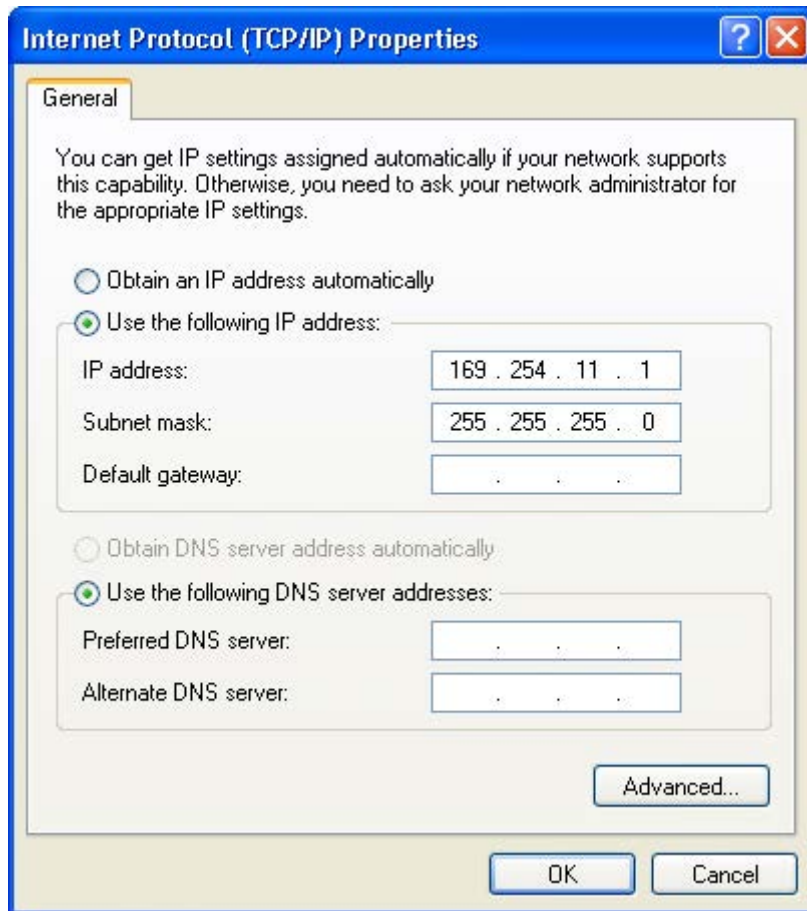 Internet Protocol (TCP/IP) Properties
General
You can get IP settings assigned automatically if your network supports
this capability. Otherwise, you need to ask your network administrator for
the appropriate IP settings.
Obtain an IP address automatically
Use the following IP address:
IP address: 169 . 254 . 11 . 1
Subnet mask: 255 . 255 . 255 . 0
Default gateway: . . .
Obtain DNS server address automatically
Use the following DNS server addresses:
Preferred DNS server: . . .
Alternate DNS server: . . .
Advanced...
OK Cancel